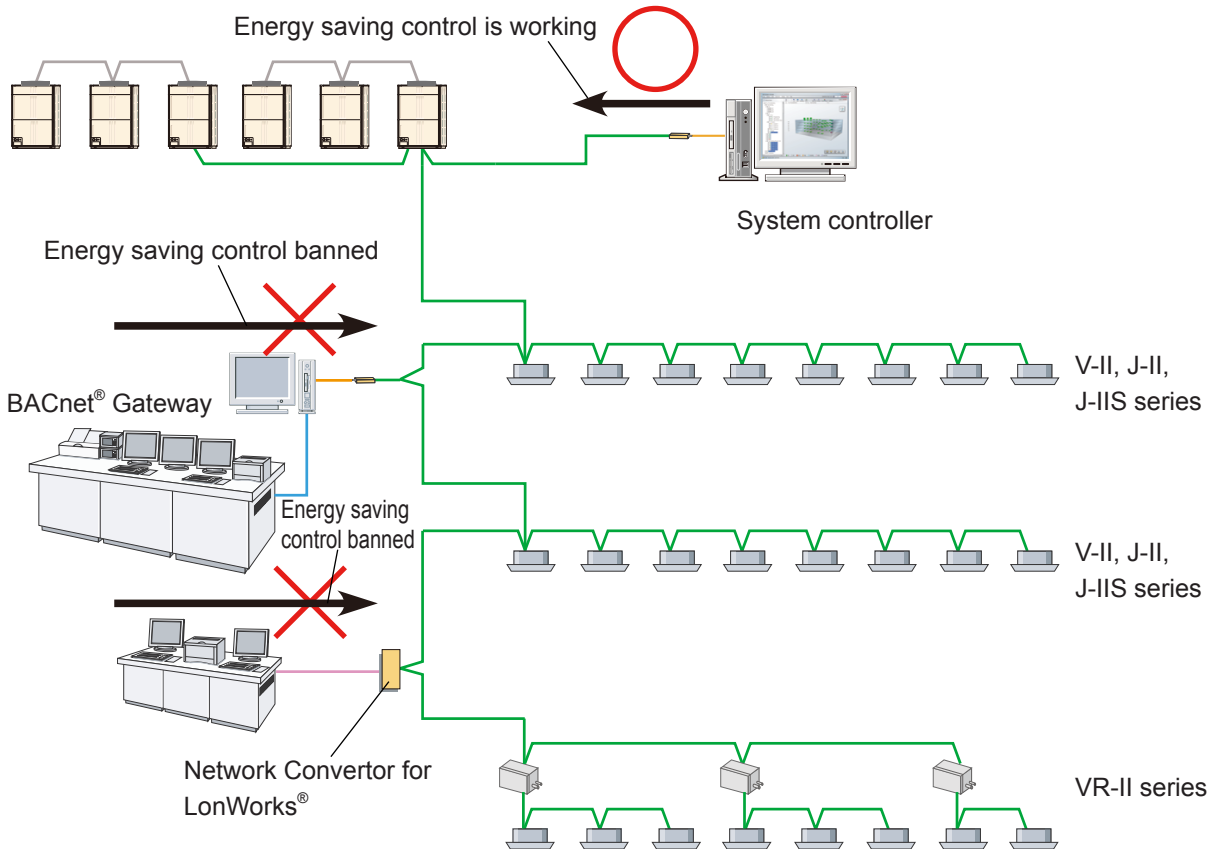 Energy saving control is working
System controller
Energy saving control banned
BACnet® Gateway
V-II, J-II,
J-IIS series
Energy saving
control banned
V-II, J-II,
J-IIS series
Network Convertor for
LonWorks®
VR-II series